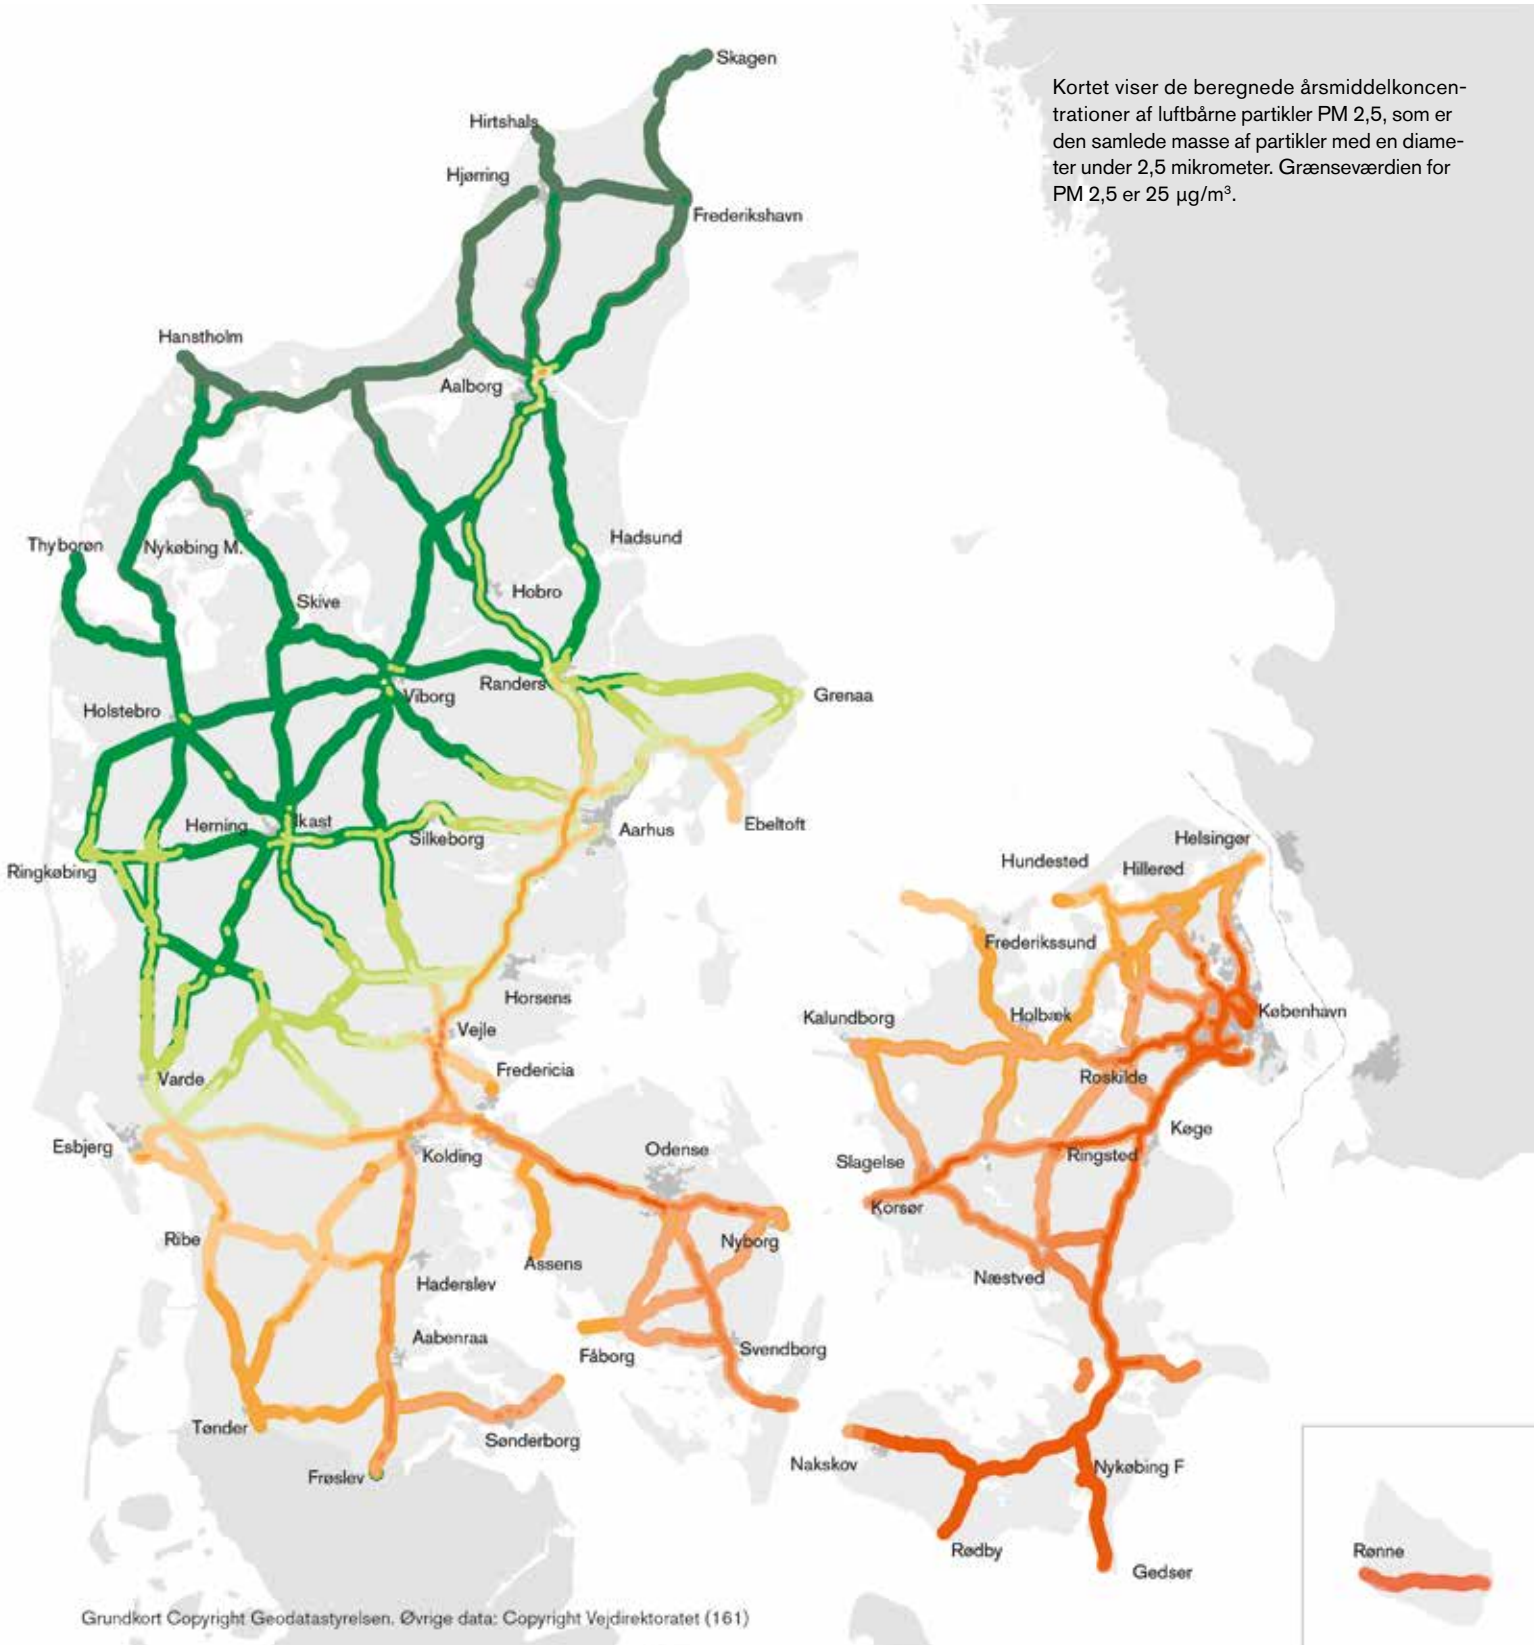 Skagen
Kortet viser de beregnede årsmiddelkoncen-
trationer af luftbårne partikler PM 2,5, som er
den samlede masse af partikler med en diame-
ter under 2,5 mikrometer. Grænseværdien for
PM 2,5 er 25 µg/m³.
Hirtshals
Hjørring
Frederikshavn
Hanstholm
Aalborg
Thyborøn
Nykøbing M.
Hadsund
Hobro
Skive
Randers
Viborg
Grenaa
Holstebro
Herning
Ikast
Silkeborg
Aarhus
Ebeltoft
Ringkøbing
Helsingør
Hundested
Hillerød
Frederikssund
Horsens
Kalundborg
Holbæk
København
Vejle
Fredericia
Varde
Roskilde
Køge
Esbjerg
Kolding
Odense
Slagelse
Ringsted
Korsør
Ribe
Nyborg
Assens
Haderslev
Næstved
Aabenraa
Fåborg
Svendborg
Tønder
Sønderborg
Frøslev
Nakskov
Nykøbing F
Rødby
Gedser
Rønne
Grundkort Copyright Geodatastyrelsen. Øvrige data: Copyright Vejdirektoratet (161)